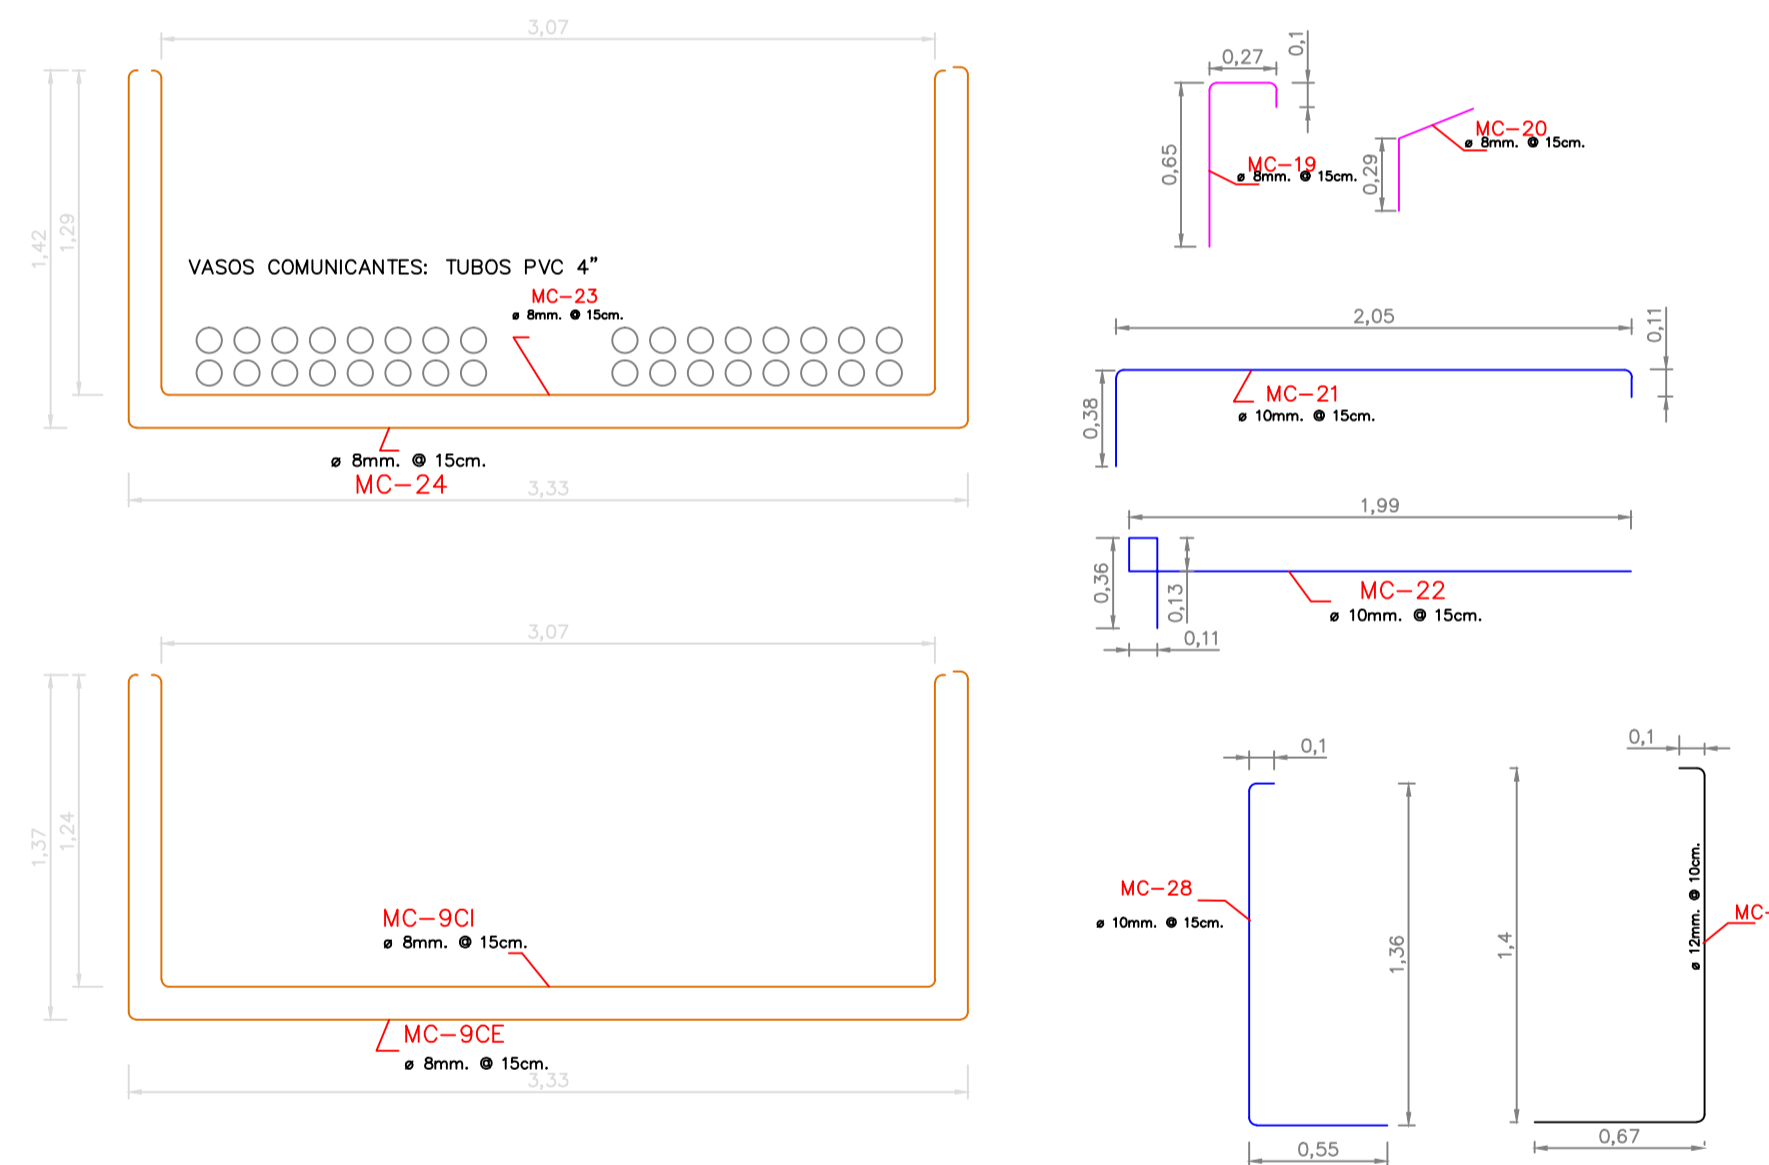 3,07
1,42
1,29
VASOS COMUNICANTES: TUBOS PVC 4”
MC-23
ø 8mm. @ 15cm.
ø 8mm. @ 15cm.
MC-24
3,33
0,27
0,1
0,65
MC-19
ø 8mm. @ 15cm.
MC-20
ø 8mm. @ 15cm.
0,29
2,05
0,11
0,38
MC-21
ø 10mm. @ 15cm.
1,99
0,36
0,13
MC-22
ø 10mm. @ 15cm.
0,11
3,07
1,37
1,24
MC-9CI
ø 8mm. @ 15cm.
MC-9CE
ø 8mm. @ 15cm.
3,33
0,1
MC-28
ø 10mm. @ 15cm.
1,36
0,55
0,1
1,4
ø 12mm. @ 10cm.
MC-
0,67